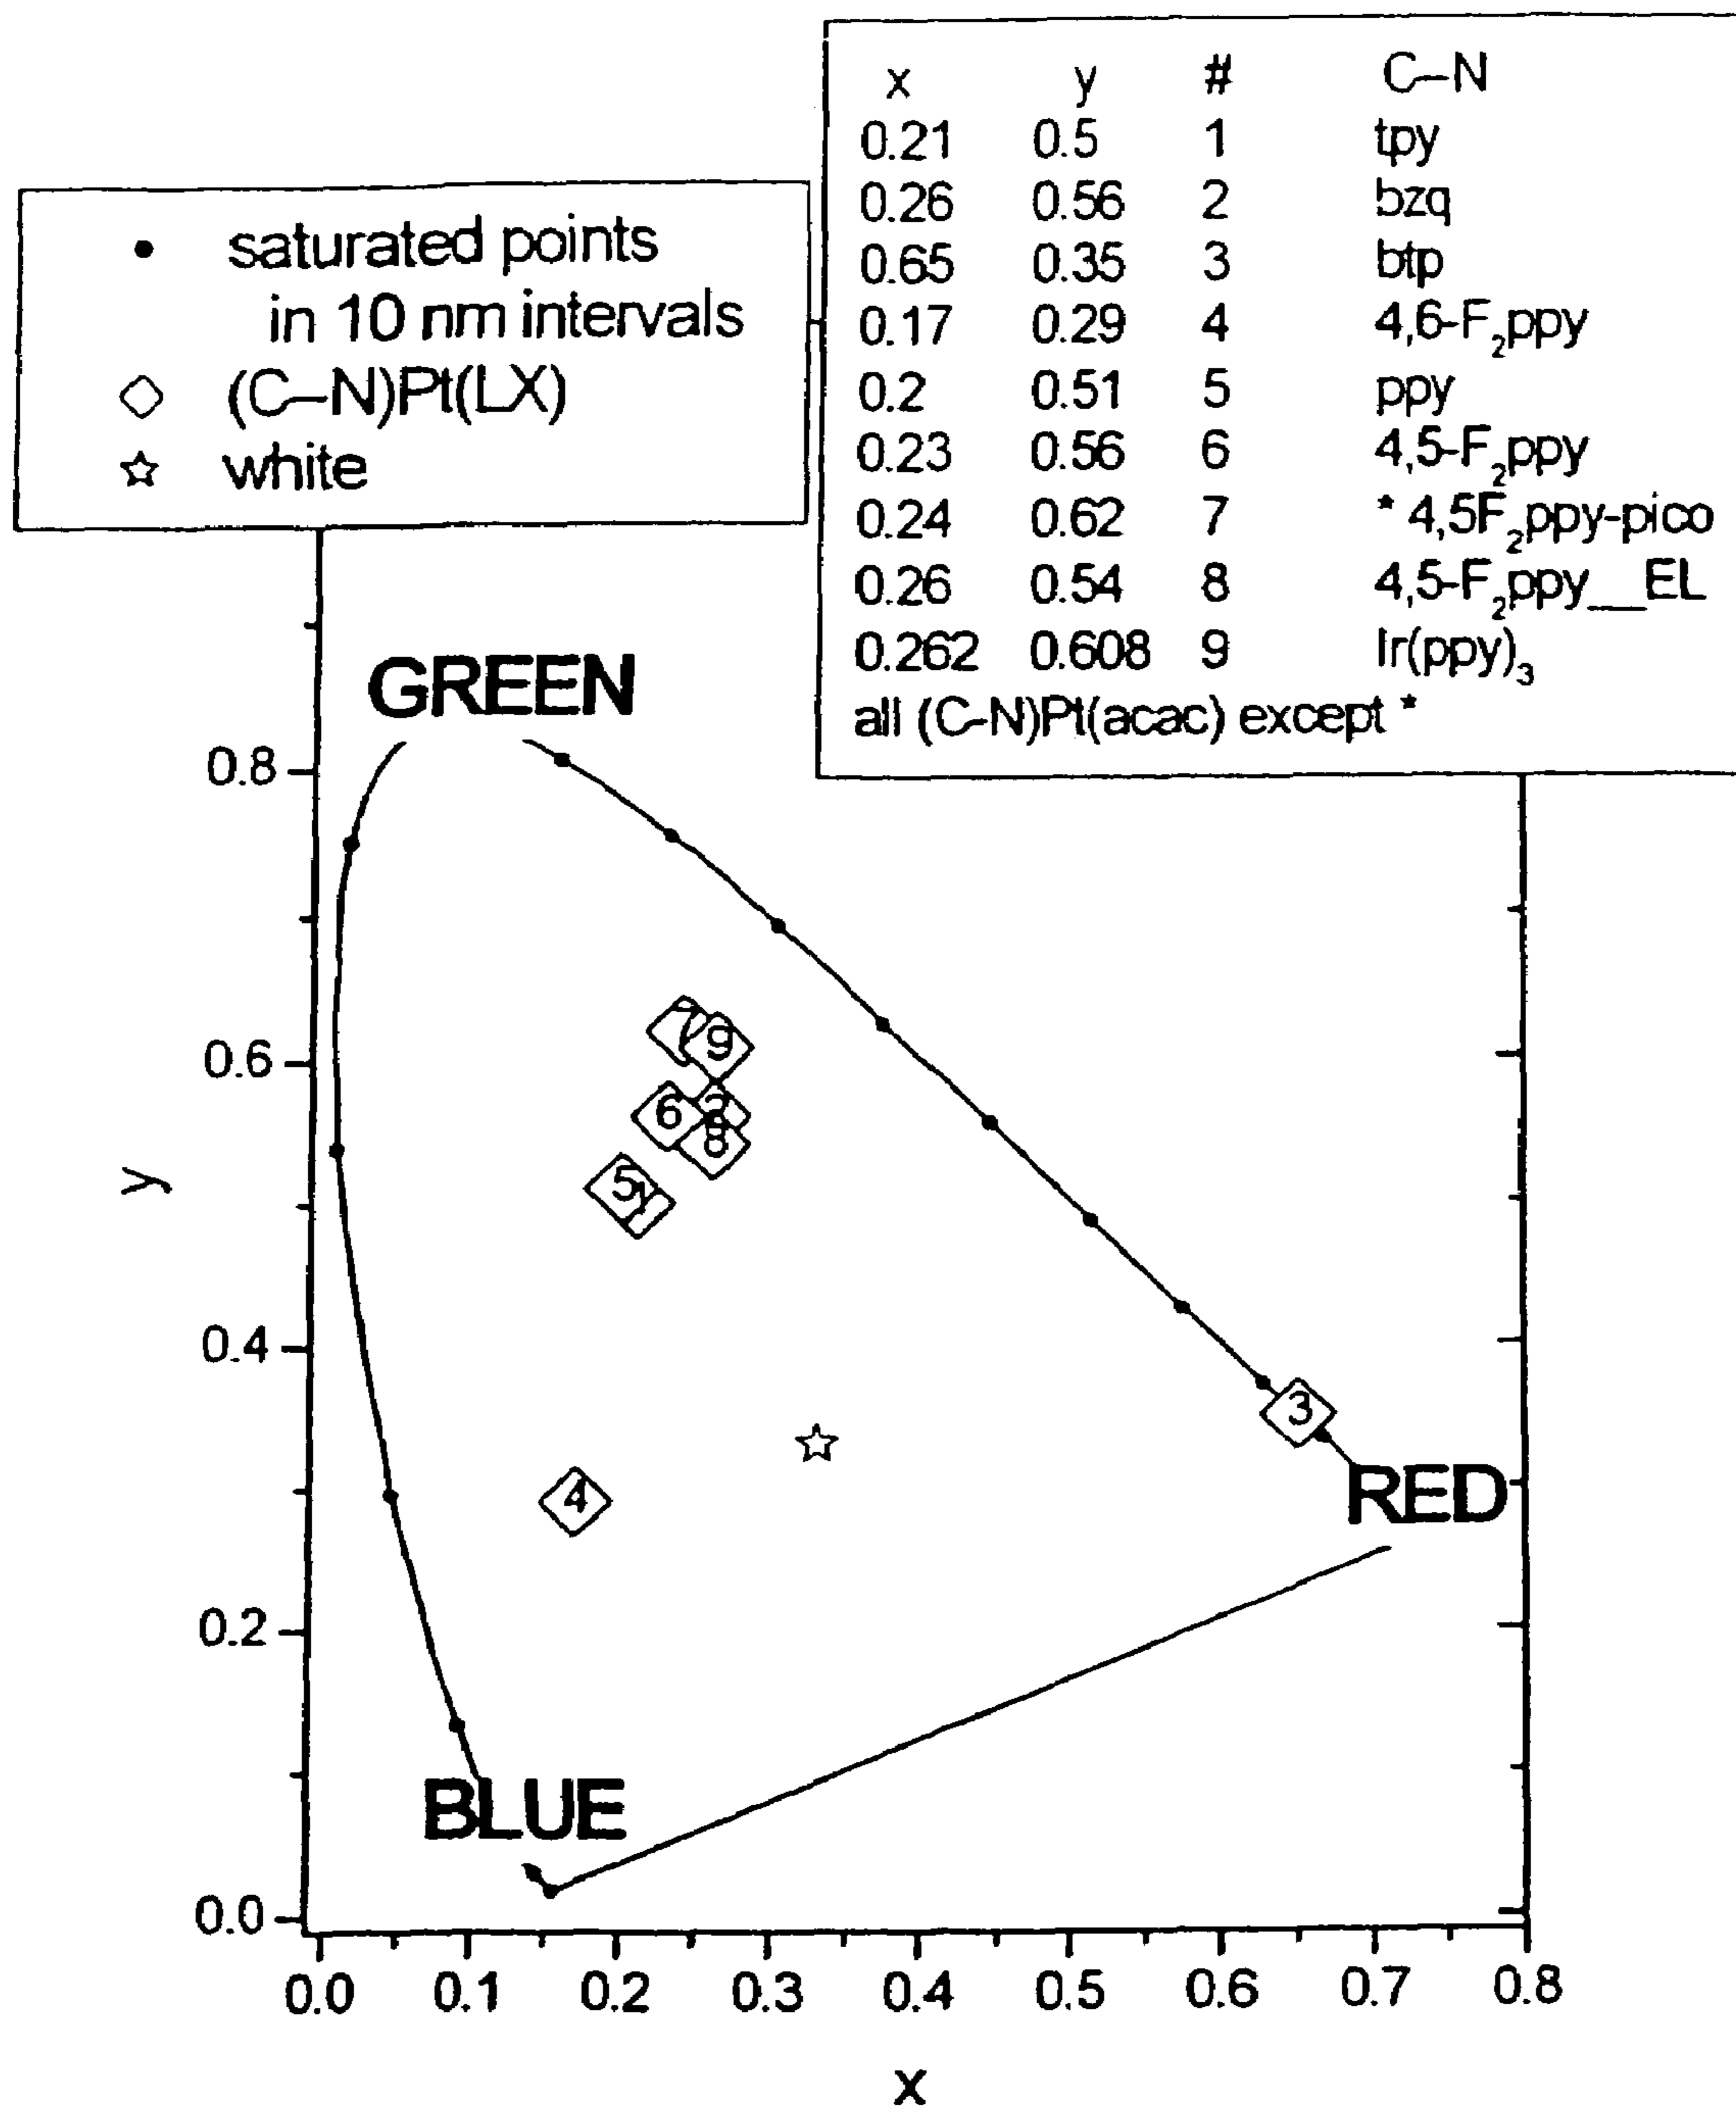 x y # C–N
0.21 0.5 1 tpy
0.26 0.56 2 bzq
0.65 0.35 3 btp
0.17 0.29 4 4,6-F₂ppy
0.2 0.51 5 ppy
0.23 0.56 6 4,5-F₂ppy
0.24 0.62 7 * 4,5F₂ppy-pico
0.26 0.54 8 4,5-F₂ppy__EL
0.262 0.608 9 Ir(ppy)₃
all (C-N)Pt(acac) except *
saturated points
in 10 nm intervals
(C–N)Pt(LX)
white
GREEN
0.8
7 9
0.6
6 2
8
y
5 1
0.4
3
4
RED
0.2
BLUE
0.0
0.0 0.1 0.2 0.3 0.4 0.5 0.6 0.7 0.8
x